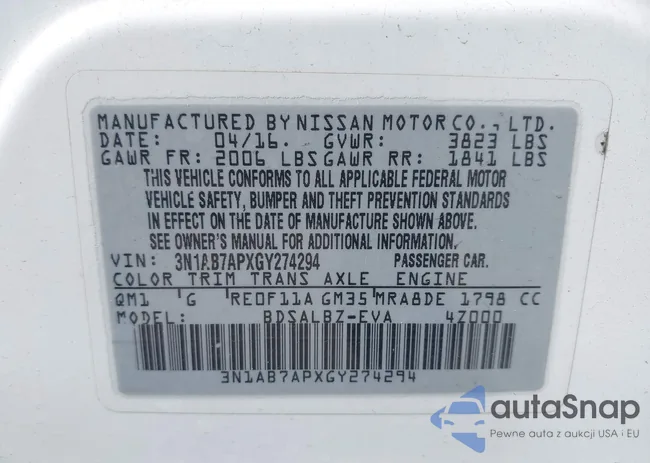 MANUFACTURED BY NISSAN MOTOR CO., LTD.
DATE: 04/16. GVWR: 3823 LBS
GAWR FR: 2006 LBS GAWR RR: 1841 LBS
THIS VEHICLE CONFORMS TO ALL APPLICABLE FEDERAL MOTOR
VEHICLE SAFETY, BUMPER AND THEFT PREVENTION STANDARDS
IN EFFECT ON THE DATE OF MANUFACTURE SHOWN ABOVE.
SEE OWNER'S MANUAL FOR ADDITIONAL INFORMATION.
VIN: 3N1AB7APXGY274294 PASSENGER CAR.
COLOR TRIM TRANS AXLE ENGINE
QM1 G RE0F11A GM35 MRA8DE 1798 CC
MODEL: BDSALBZ-EVA 4Z000
3N1AB7APXGY274294
autoSnap
Pewne auta z aukcji USA i EU